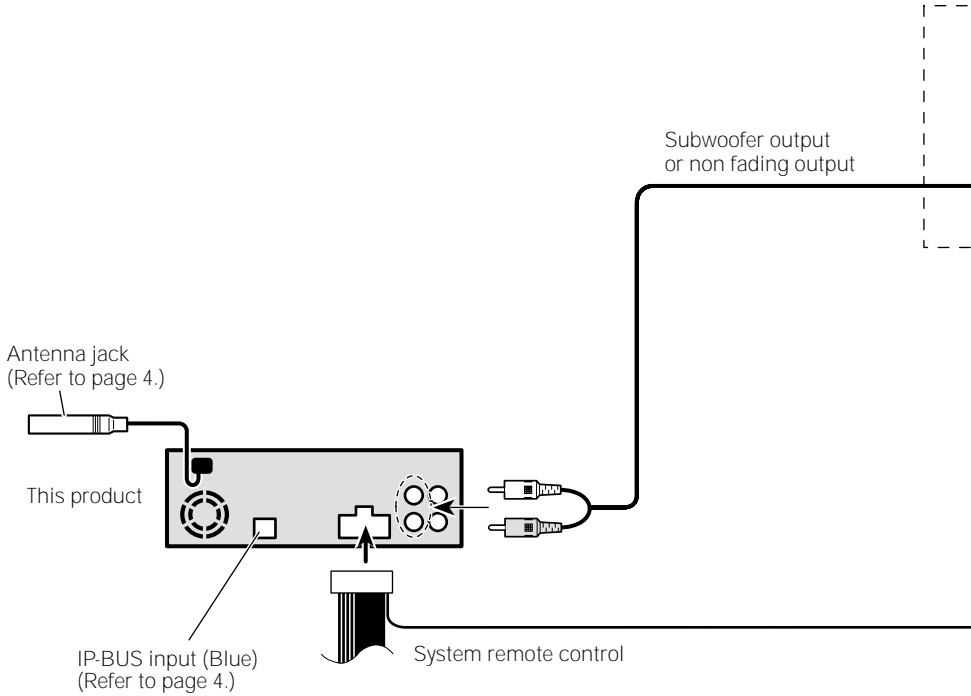 Subwoofer output
or non fading output
Antenna jack
(Refer to page 4.)
This product
IP-BUS input (Blue)
(Refer to page 4.)
System remote control